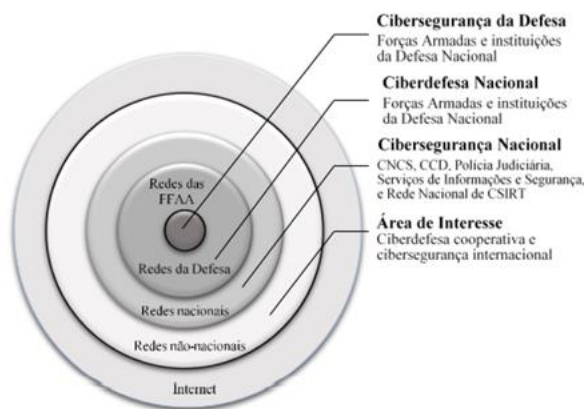 Cibersegurança da Defesa
Forças Armadas e instituições
da Defesa Nacional
Ciberdefesa Nacional
Forças Armadas e instituições
da Defesa Nacional
Cibersegurança Nacional
CNCS, CCD, Polícia Judiciária,
Serviços de Informações e Segurança,
e Rede Nacional de CSIRT
Área de Interesse
Ciberdefesa cooperativa e
cibersegurança internacional
Redes das
FFAA
Redes da Defesa
Redes nacionais
Redes não-nacionais
Internet